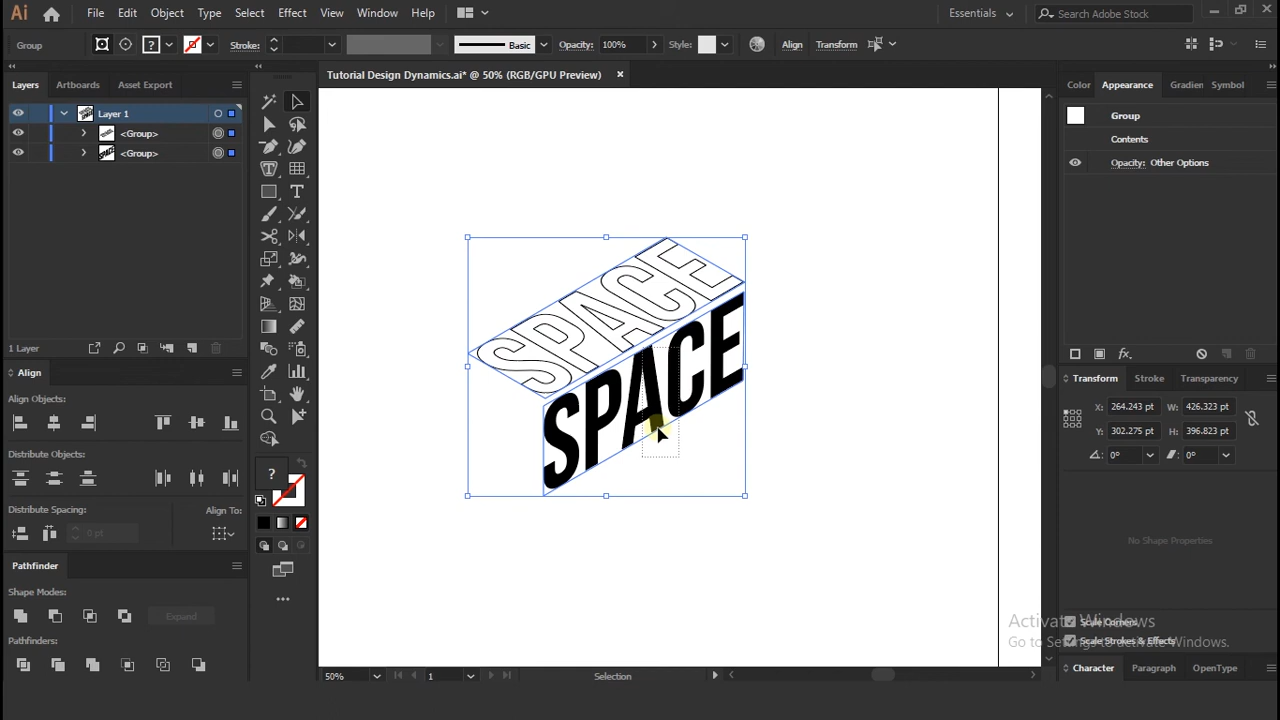 Ai File Edit Object Type Select Effect View Window Help Essentials Search Adobe Stock
Group ? Stroke: Basic Opacity: 100% Style: Align Transform
Layers Artboards Asset Export
Tutorial Design Dynamics.ai* @ 50% (RGB/GPU Preview)
Color Appearance Gradien Symbol
Layer 1
<Group>
<Group>
Group
Contents
Opacity: Other Options
SPACE
SPACE
1 Layer
Align
Align Objects:
Distribute Objects:
Distribute Spacing:
Align To:
0 pt
Pathfinder
Shape Modes:
Expand
Pathfinders:
?
fx
Transform Stroke Transparency
X: 264.243 pt W: 426.323 pt
Y: 302.275 pt H: 396.823 pt
0° 0°
No Shape Properties
Activate Windows
Scale Corners
Go to Settings to activate Windows.
Scale Strokes & Effects
Character Paragraph OpenType
50% 1 Selection